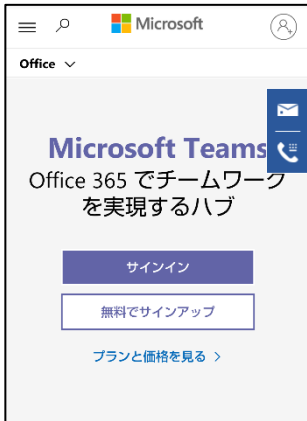 Microsoft
Office
Microsoft Teams
Office 365 でチームワーク
を実現するハブ
サインイン
無料でサインアップ
プランと価格を見る